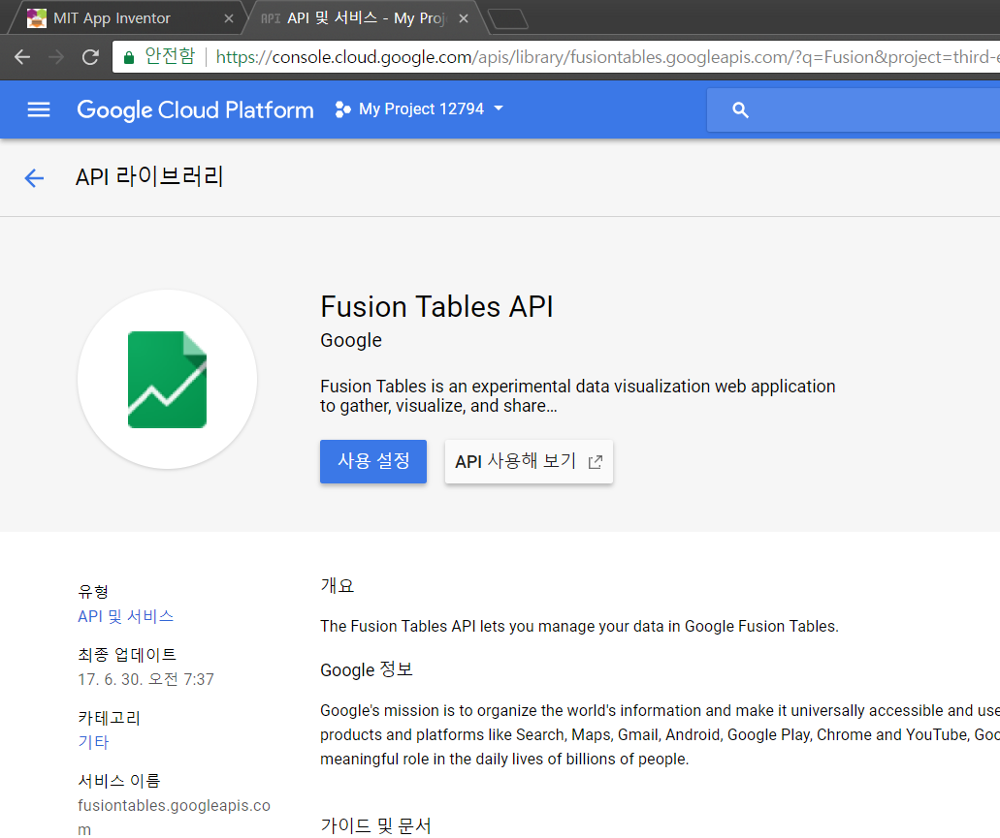 MIT App Inventor
API API 및 서비스 - My Proj
안전함 https://console.cloud.google.com/apis/library/fusiontables.googleapis.com/?q=Fusion&project=third-e
Google Cloud Platform My Project 12794
API 라이브러리
Fusion Tables API
Google
Fusion Tables is an experimental data visualization web application
to gather, visualize, and share...
사용 설정 API 사용해 보기
유형
API 및 서비스
최종 업데이트
17. 6. 30. 오전 7:37
카테고리
기타
서비스 이름
fusiontables.googleapis.co
m
개요
The Fusion Tables API lets you manage your data in Google Fusion Tables.
Google 정보
Google's mission is to organize the world's information and make it universally accessible and use
products and platforms like Search, Maps, Gmail, Android, Google Play, Chrome and YouTube, Goo
meaningful role in the daily lives of billions of people.
가이드 및 문서